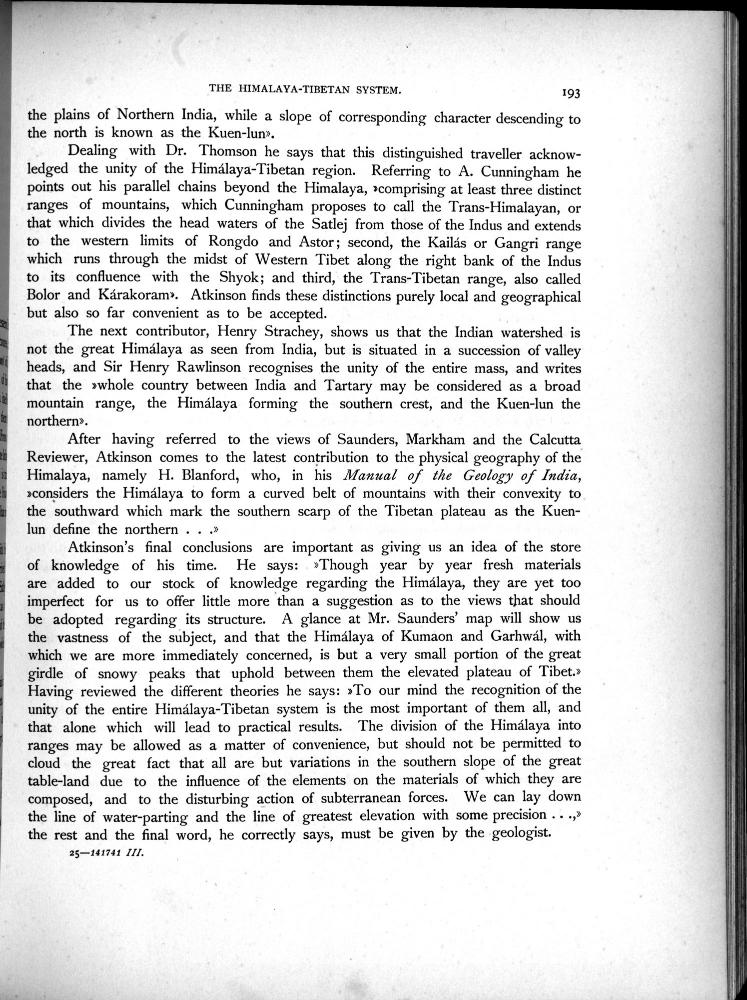 THE HIMALAYA-TIBETAN SYSTEM.
193
the plains of Northern India, while a slope of corresponding character descending to
the north is known as the Kuen-lun».
Dealing with Dr. Thomson he says that this distinguished traveller acknow-
ledged the unity of the Himálaya-Tibetan region. Referring to A. Cunningham he
points out his parallel chains beyond the Himalaya, »comprising at least three distinct
ranges of mountains, which Cunningham proposes to call the Trans-Himalayan, or
that which divides the head waters of the Satlej from those of the Indus and extends
to the western limits of Rongdo and Astor; second, the Kailás or Gangri range
which runs through the midst of Western Tibet along the right bank of the Indus
to its confluence with the Shyok; and third, the Trans-Tibetan range, also called
Bolor and Kárakoram». Atkinson finds these distinctions purely local and geographical
but also so far convenient as to be accepted.
The next contributor, Henry Strachey, shows us that the Indian watershed is
not the great Himálaya as seen from India, but is situated in a succession of valley
heads, and Sir Henry Rawlinson recognises the unity of the entire mass, and writes
that the »whole country between India and Tartary may be considered as a broad
mountain range, the Himálaya forming the southern crest, and the Kuen-lun the
northern».
After having referred to the views of Saunders, Markham and the Calcutta
Reviewer, Atkinson comes to the latest contribution to the physical geography of the
Himalaya, namely H. Blanford, who, in his Manual of the Geology of India,
»considers the Himálaya to form a curved belt of mountains with their convexity to
the southward which mark the southern scarp of the Tibetan plateau as the Kuen-
lun define the northern . . .»
Atkinson's final conclusions are important as giving us an idea of the store
of knowledge of his time. He says: »Though year by year fresh materials
are added to our stock of knowledge regarding the Himálaya, they are yet too
imperfect for us to offer little more than a suggestion as to the views that should
be adopted regarding its structure. A glance at Mr. Saunders' map will show us
the vastness of the subject, and that the Himálaya of Kumaon and Garhwál, with
which we are more immediately concerned, is but a very small portion of the great
girdle of snowy peaks that uphold between them the elevated plateau of Tibet.»
Having reviewed the different theories he says: »To our mind the recognition of the
unity of the entire Himálaya-Tibetan system is the most important of them all, and
that alone which will lead to practical results. The division of the Himálaya into
ranges may be allowed as a matter of convenience, but should not be permitted to
cloud the great fact that all are but variations in the southern slope of the great
table-land due to the influence of the elements on the materials of which they are
composed, and to the disturbing action of subterranean forces. We can lay down
the line of water-parting and the line of greatest elevation with some precision . . .,»
the rest and the final word, he correctly says, must be given by the geologist.
25—141741 III.